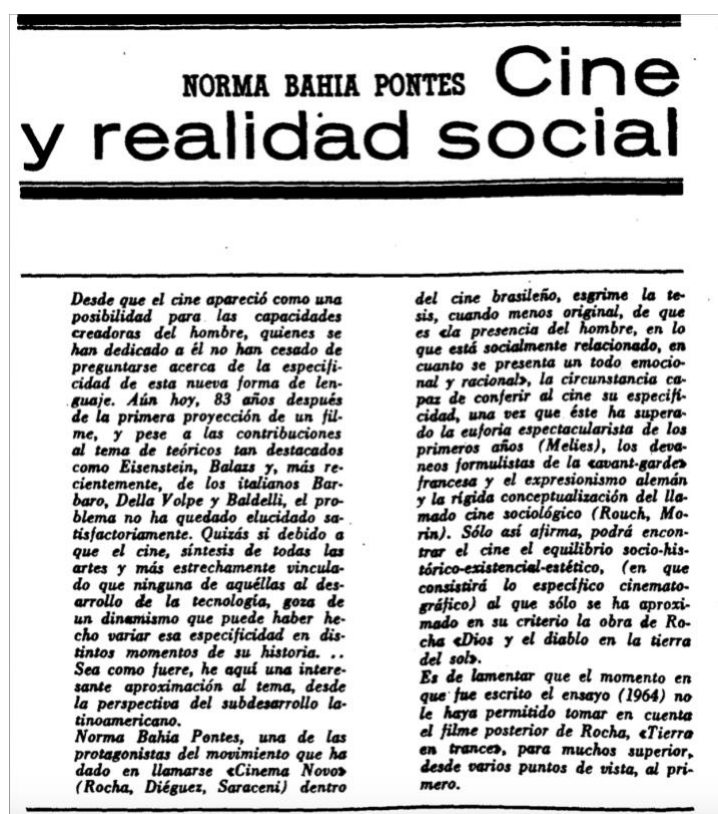 NORMA BAHIA PONTES Cine
y realidad social
Desde que el cine apareció como una
posibilidad para las capacidades
creadoras del hombre, quienes se
han dedicado a él no han cesado de
preguntarse acerca de la especifi-
cidad de esta nueva forma de len-
guaje. Aún hoy, 83 años después
de la primera proyección de un fil-
me, y pese a las contribuciones
al tema de teóricos tan destacados
como Eisenstein, Balazs y, más re-
cientemente, de los italianos Bar-
baro, Della Volpe y Baldelli, el pro-
blema no ha quedado elucidado sa-
tisfactoriamente. Quizás si debido a
que el cine, síntesis de todas las
artes y más estrechamente vincula-
do que ninguna de aquéllas al des-
arrollo de la tecnología, goza de
un dinamismo que puede haber he-
cho variar esa especificidad en dis-
tintos momentos de su historia. ..
Sea como fuere, he aquí una intere-
sante aproximación al tema, desde
la perspectiva del subdesarrollo la-
tinoamericano.
Norma Bahia Pontes, una de las
protagonistas del movimiento que ha
dado en llamarse «Cinema Novo»
(Rocha, Diéguez, Saraceni) dentro
del cine brasileño, esgrime la te-
sis, cuando menos original, de que
es «la presencia del hombre, en lo
que está socialmente relacionado, en
cuanto se presenta un todo emocio-
nal y racional», la circunstancia ca-
paz de conferir al cine su especifi-
cidad, una vez que éste ha supera-
do la euforia espectacularista de los
primeros años (Melies), los deva-
neos formulistas de la «avant-garde»
francesa y el expresionismo alemán
y la rígida conceptualización del lla-
mado cine sociológico (Rouch, Mo-
rin). Sólo así afirma, podrá encon-
trar el cine el equilibrio socio-his-
tórico-existencial-estético, (en que
consistirá lo específico cinemato-
gráfico) al que sólo se ha aproxi-
mado en su criterio la obra de Ro-
cha «Dios y el diablo en la tierra
del sol».
Es de lamentar que el momento en
que fue escrito el ensayo (1964) no
le haya permitido tomar en cuenta
el filme posterior de Rocha, «Tierra
en trance», para muchos superior,
desde varios puntos de vista, al pri-
mero.